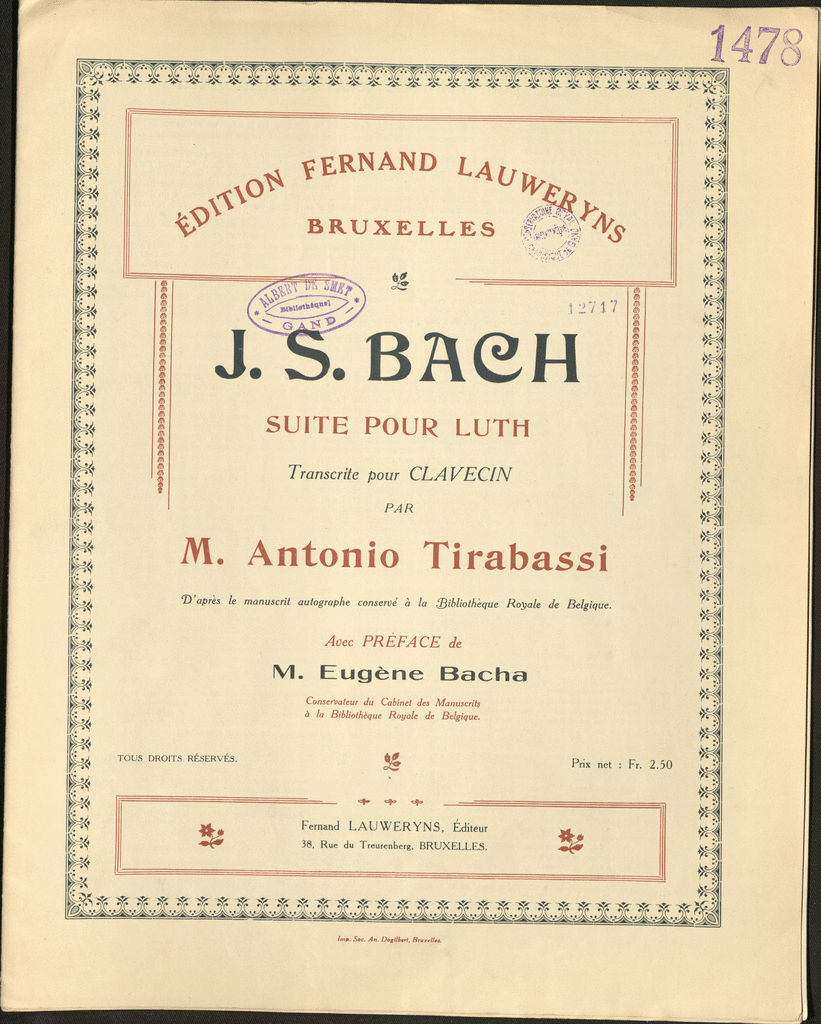 1478
ÉDITION FERNAND LAUWERYNS
BRUXELLES
CONSERVATOIRE ROYAL
ALBERT DE SMET
Bibliothèque
GAND
12717
J. S. BACH
SUITE POUR LUTH
Transcrite pour CLAVECIN
PAR
M. Antonio Tirabassi
D'après le manuscrit autographe conservé à la Bibliothèque Royale de Belgique.
Avec PRÉFACE de
M. Eugène Bacha
Conservateur du Cabinet des Manuscrits
à la Bibliothèque Royale de Belgique.
TOUS DROITS RÉSERVÉS.
Prix net : Fr. 2.50
Fernand LAUWERYNS, Éditeur
38, Rue du Treurenberg, BRUXELLES.
Imp. Soc. An. Dogilbert, Bruxelles.